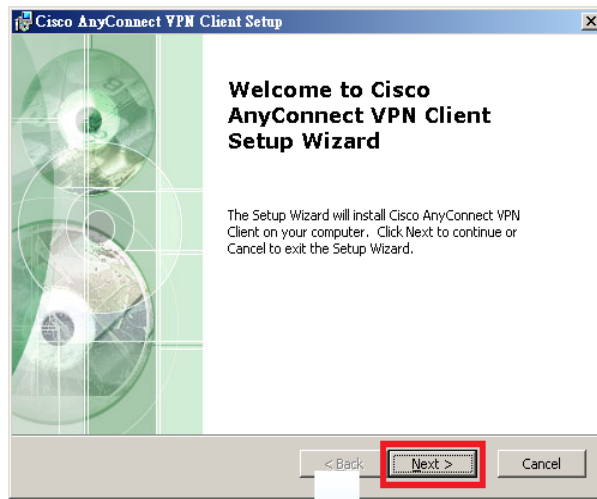 Cisco AnyConnect VPN Client Setup
Welcome to Cisco
AnyConnect VPN Client
Setup Wizard
The Setup Wizard will install Cisco AnyConnect VPN
Client on your computer. Click Next to continue or
Cancel to exit the Setup Wizard.
< Back Next > Cancel